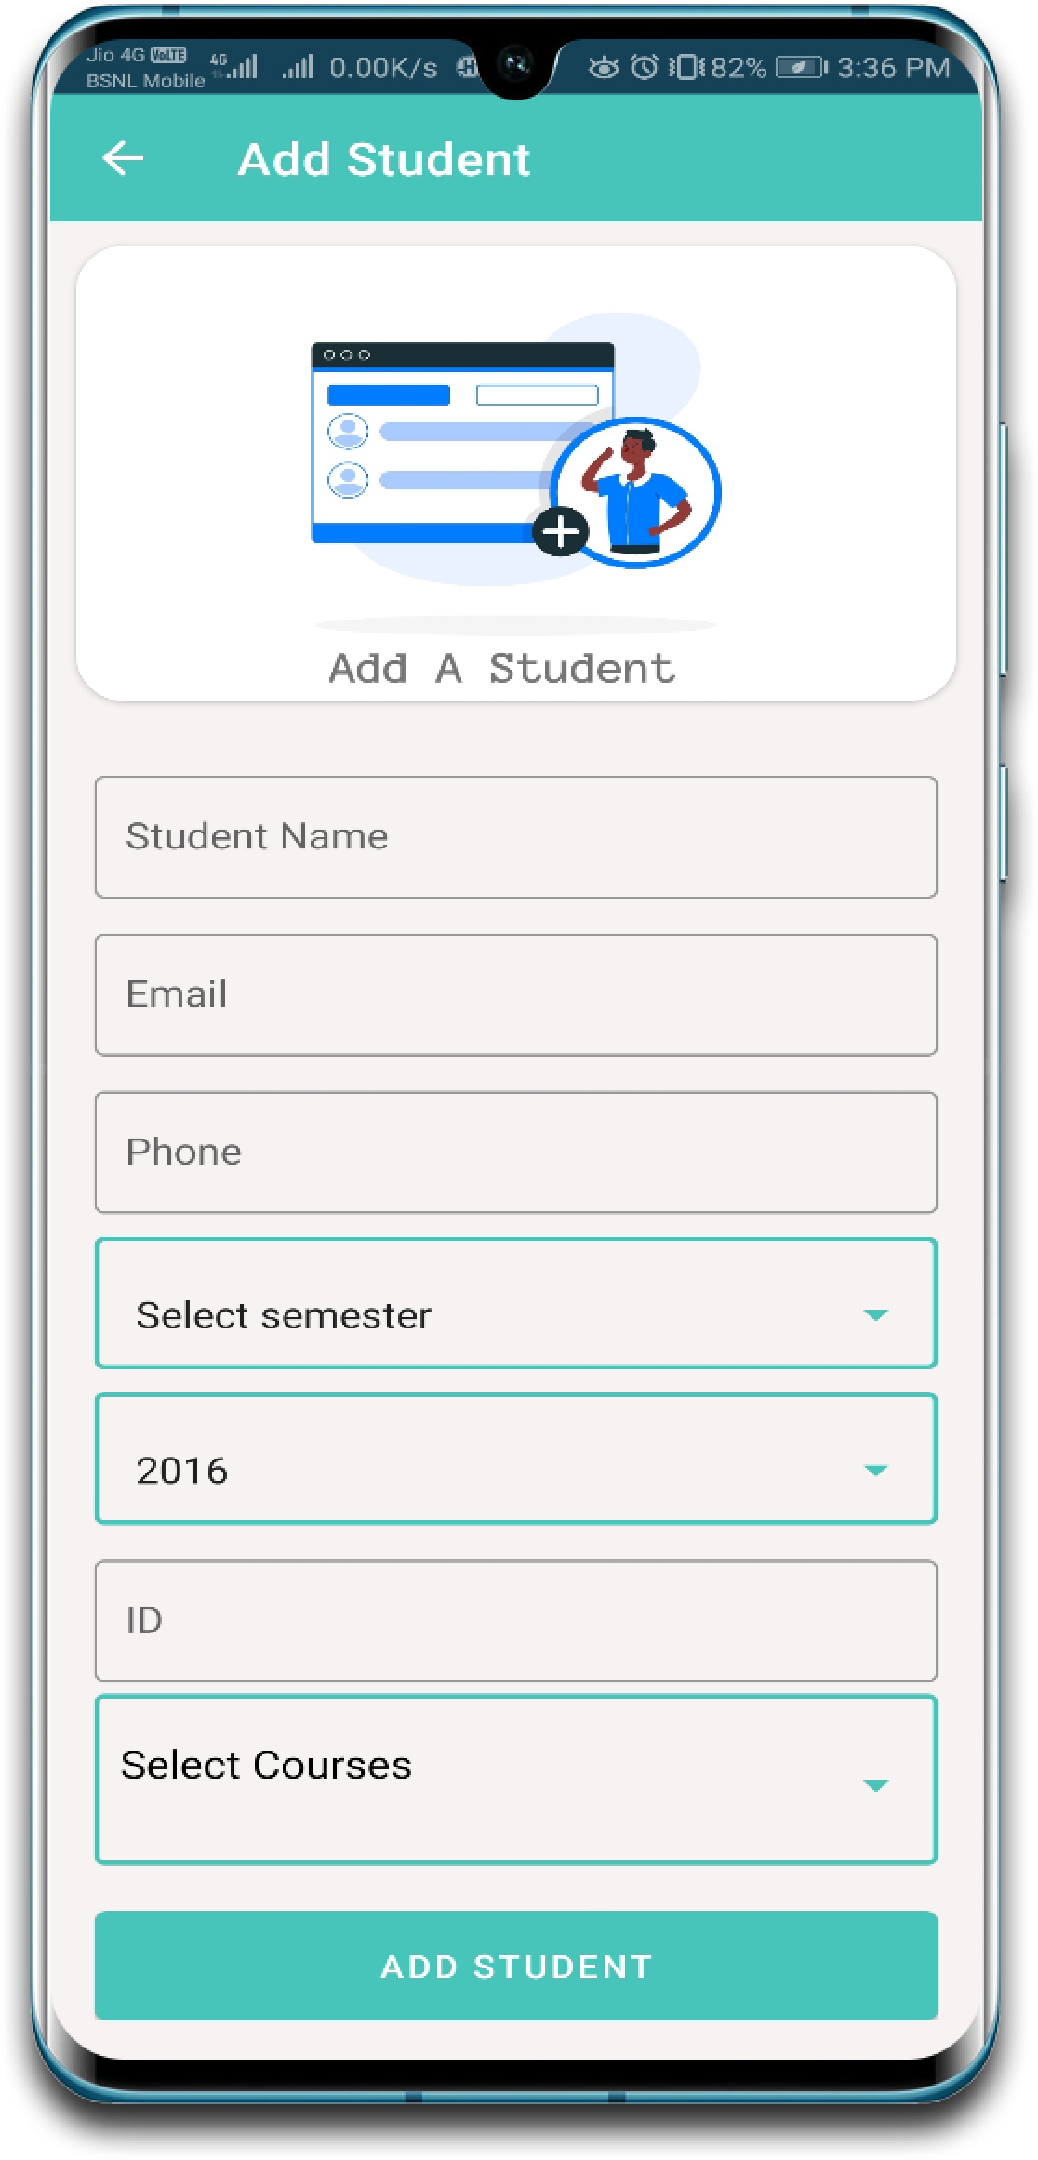 Jio 4G VoLTE
BSNL Mobile
4G
0.00K/s
82%
3:36 PM
Add Student
Add A Student
Student Name
Email
Phone
Select semester
2016
ID
Select Courses
ADD STUDENT